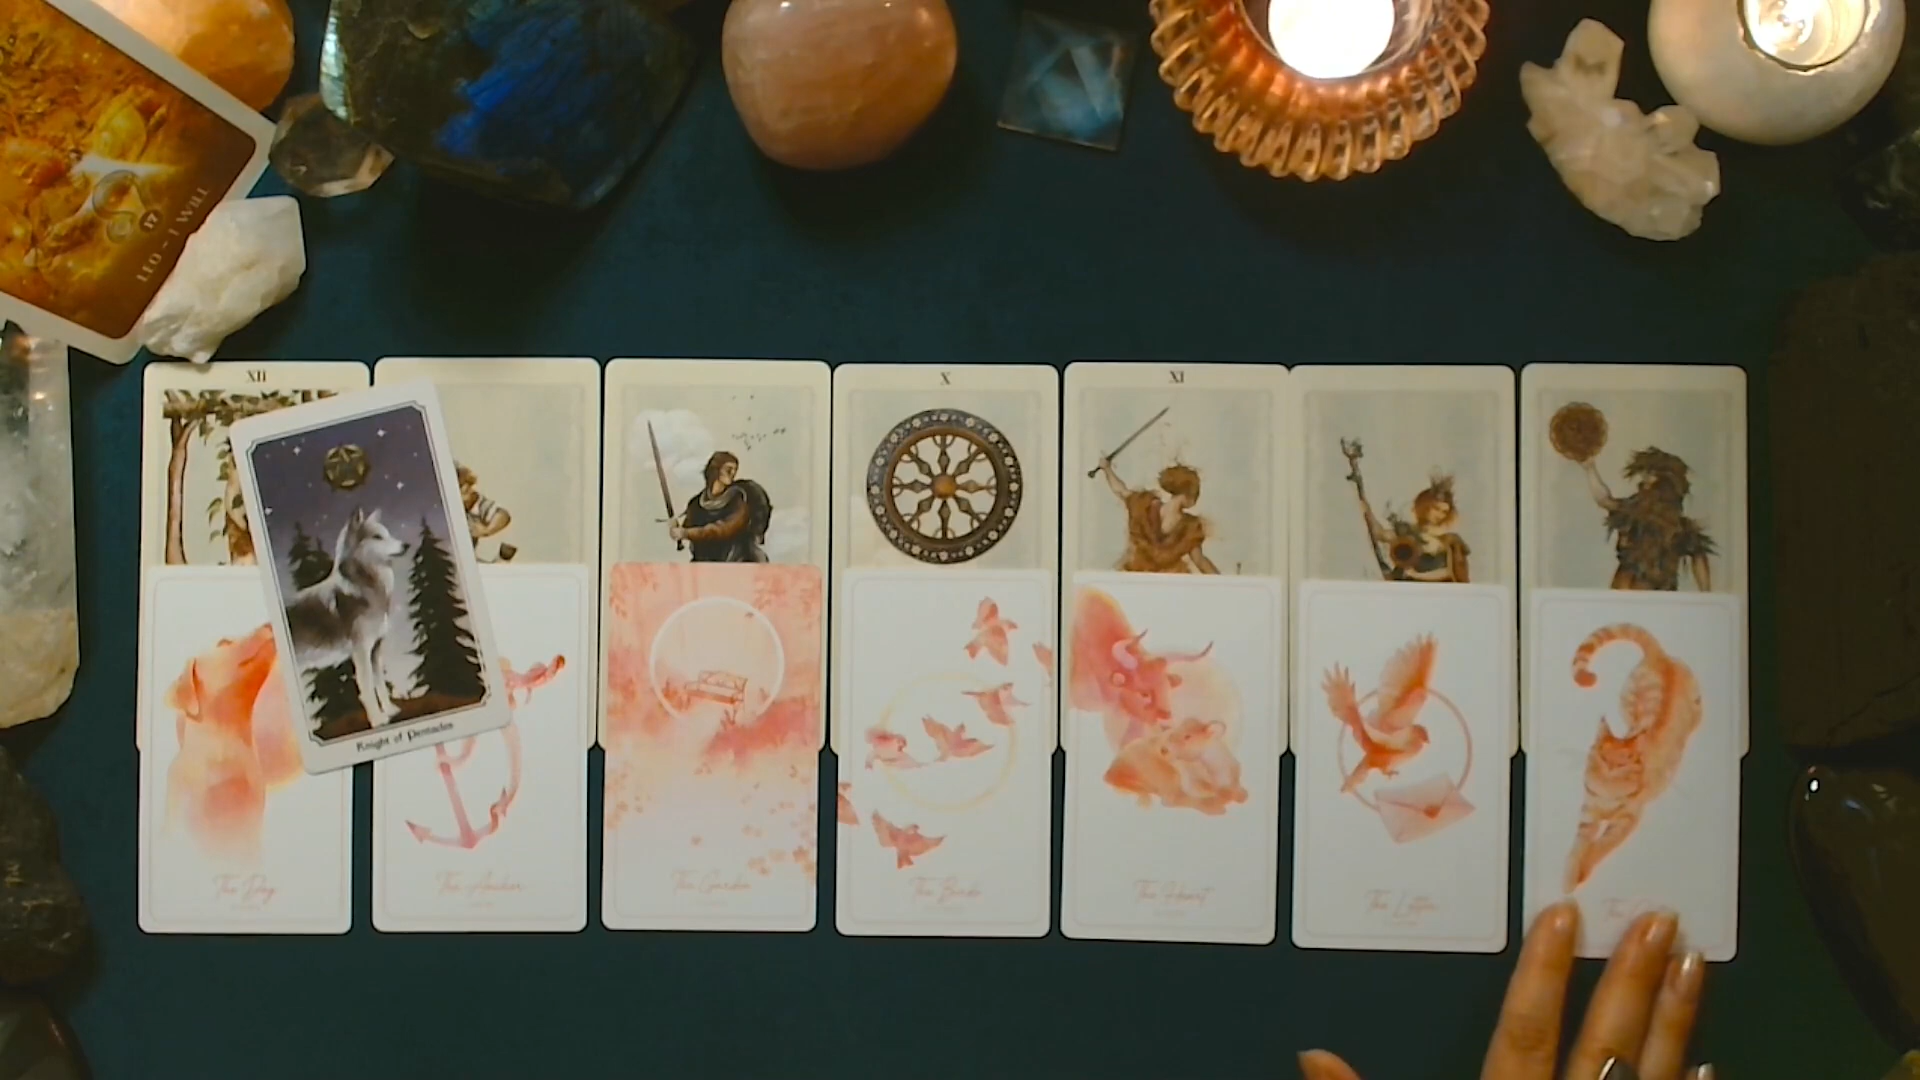 17
LEO - I WILL
XII
X
XI
Knight of Pentacles
The Dog
The Anchor
The Garden
The Birds
The Heart
The Letter